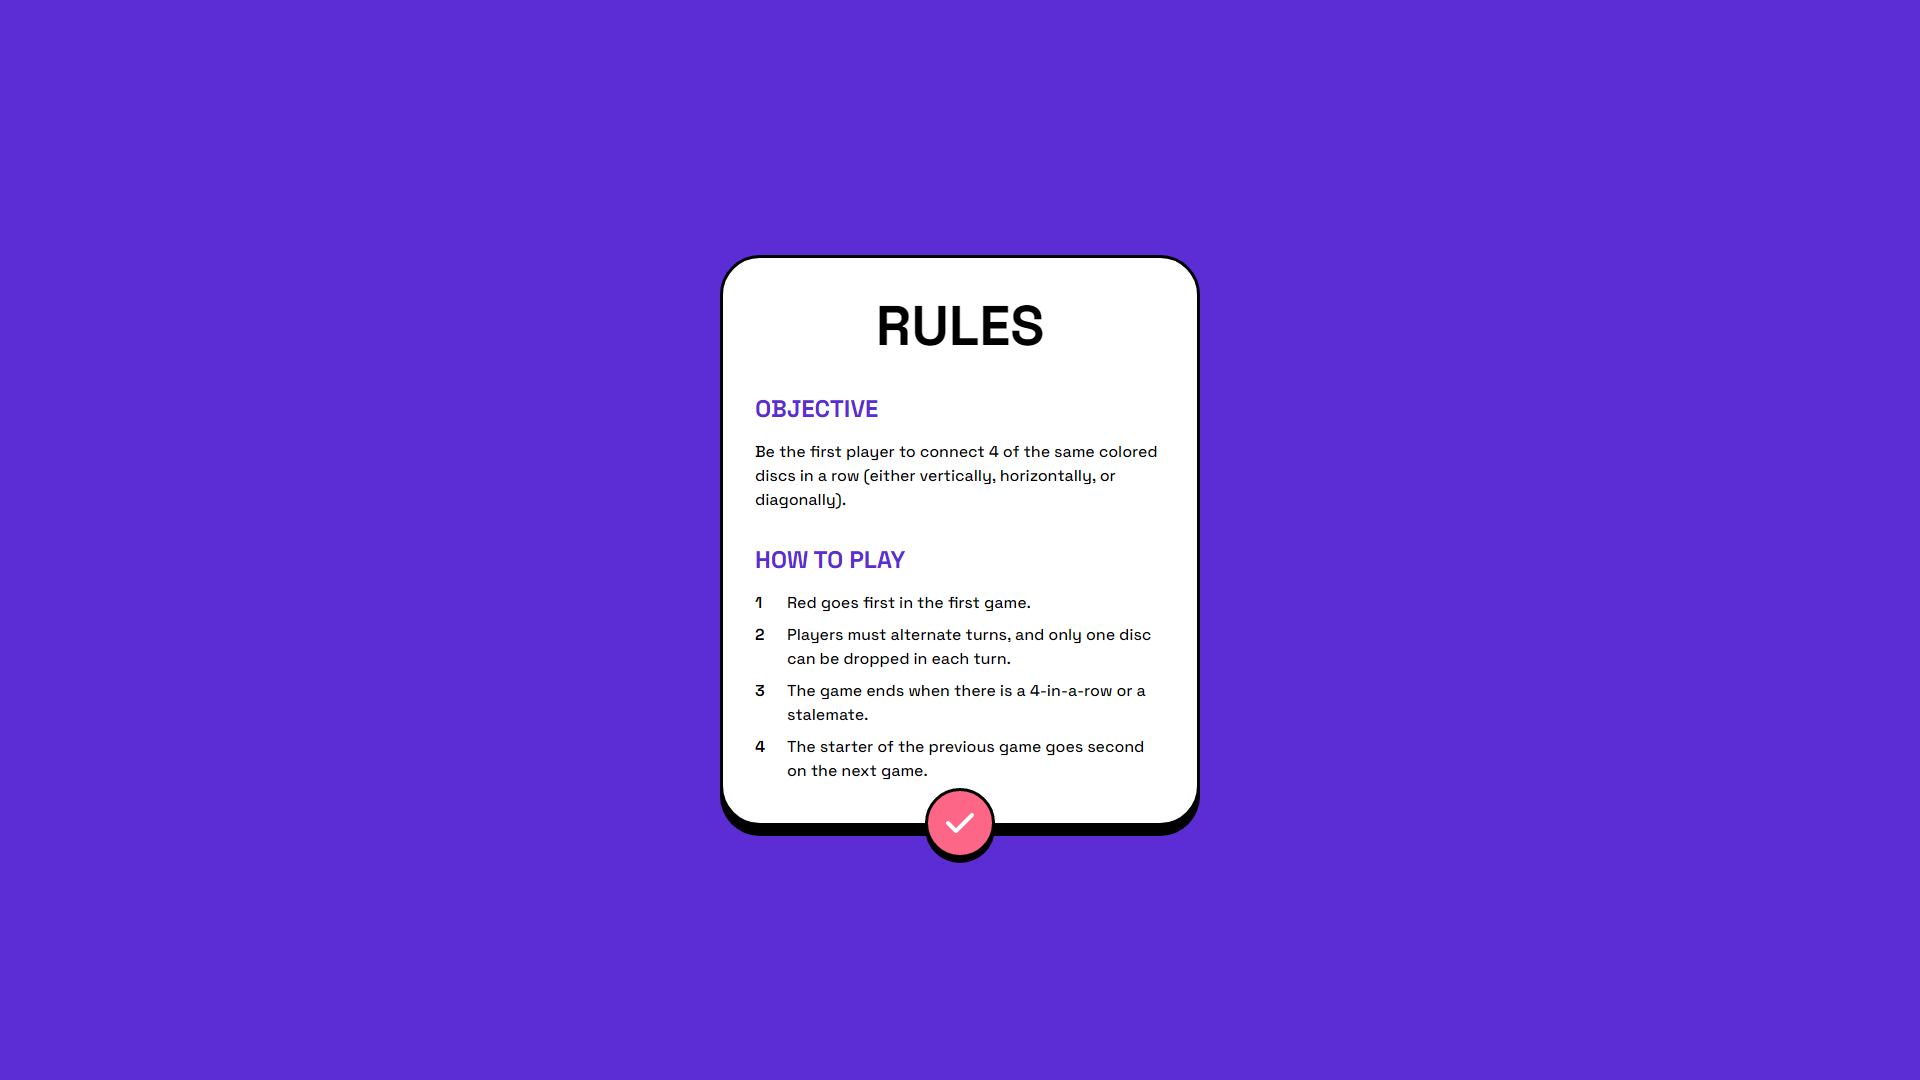 RULES
OBJECTIVE
Be the first player to connect 4 of the same colored
discs in a row (either vertically, horizontally, or
diagonally).
HOW TO PLAY
1 Red goes first in the first game.
2 Players must alternate turns, and only one disc
can be dropped in each turn.
3 The game ends when there is a 4-in-a-row or a
stalemate.
4 The starter of the previous game goes second
on the next game.